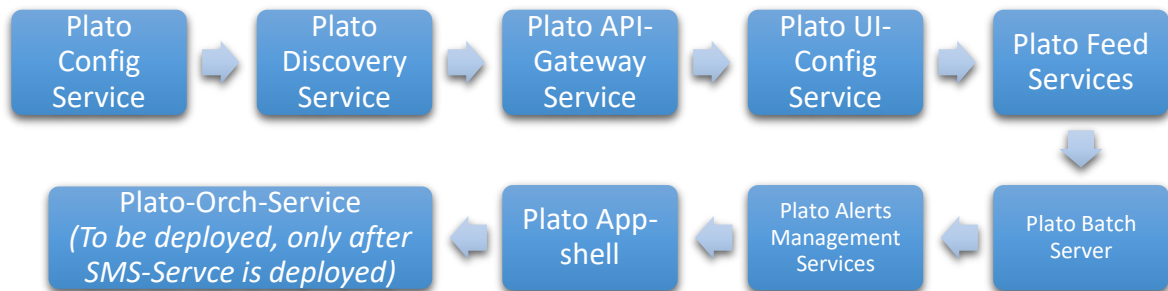 Plato
Config
Service
Plato
Discovery
Service
Plato API-
Gateway
Service
Plato UI-
Config
Service
Plato Feed
Services
Plato Batch
Server
Plato Alerts
Management
Services
Plato App-
shell
Plato-Orch-Service
(To be deployed, only after
SMS-Servce is deployed)